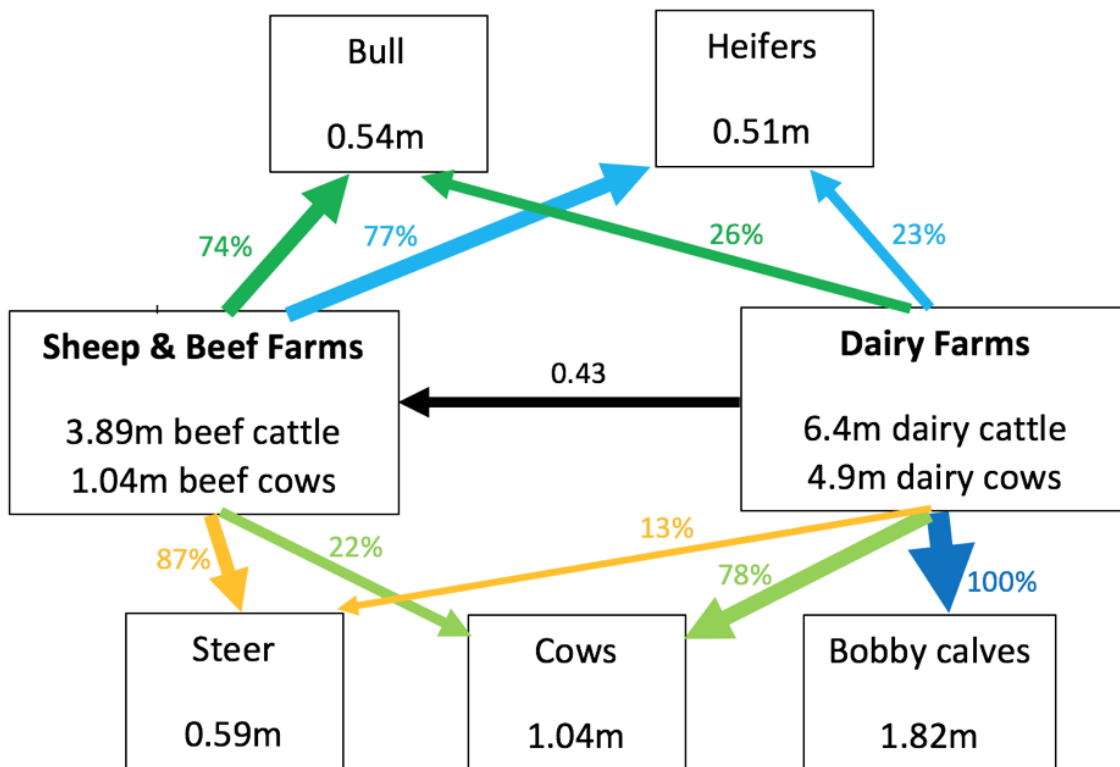 Bull
0.54m
Heifers
0.51m
74%
77%
26%
23%
Sheep & Beef Farms
3.89m beef cattle
1.04m beef cows
0.43
Dairy Farms
6.4m dairy cattle
4.9m dairy cows
87%
22%
13%
78%
100%
Steer
0.59m
Cows
1.04m
Bobby calves
1.82m